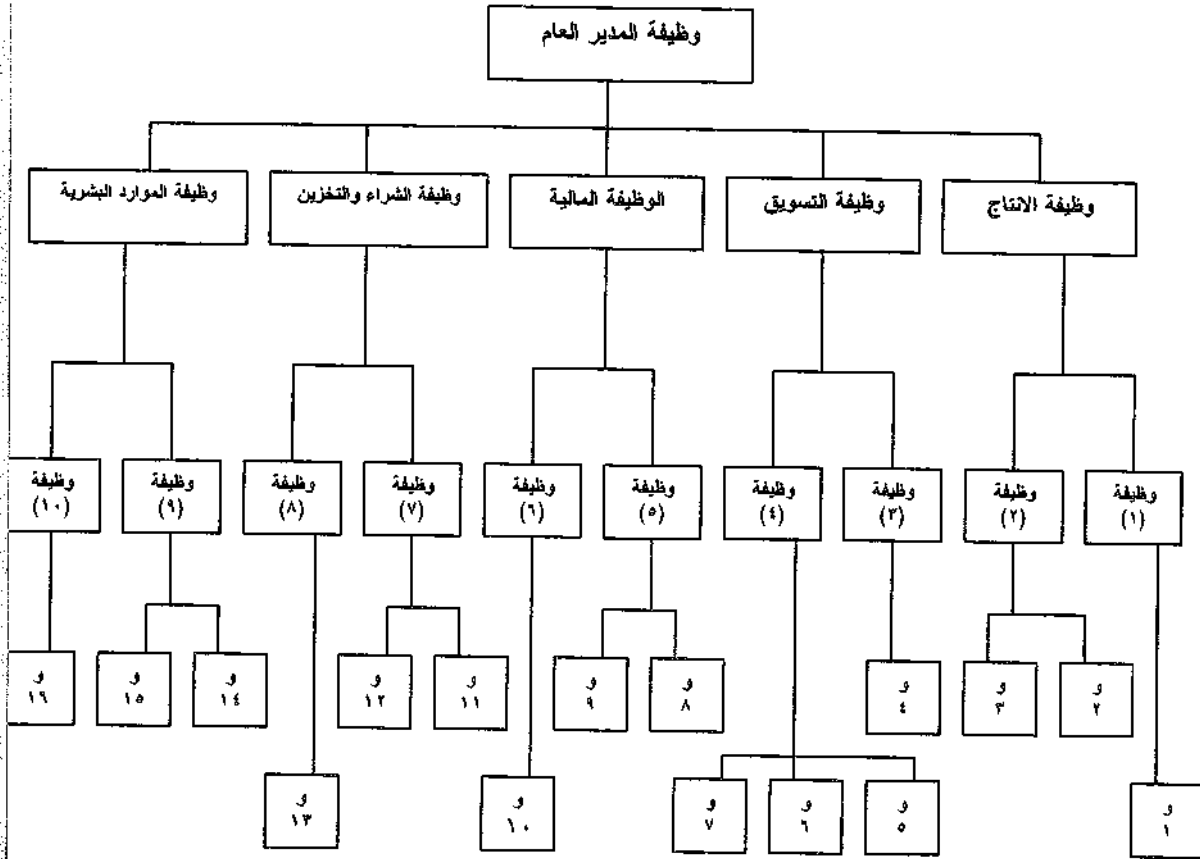 وظيفة المدير العام
وظيفة الانتاج
وظيفة التسويق
الوظيفة المالية
وظيفة الشراء والتخزين
وظيفة الموارد البشرية
وظيفة
(١)
وظيفة
(٢)
وظيفة
(٣)
وظيفة
(٤)
وظيفة
(٥)
وظيفة
(٦)
وظيفة
(٧)
وظيفة
(٨)
وظيفة
(٩)
وظيفة
(١٠)
و
٢
و
٣
و
٤
و
٨
و
٩
و
١١
و
١٢
و
١٤
و
١٥
و
١٩
و
١
و
٥
و
٦
و
٧
و
١٠
و
١٣